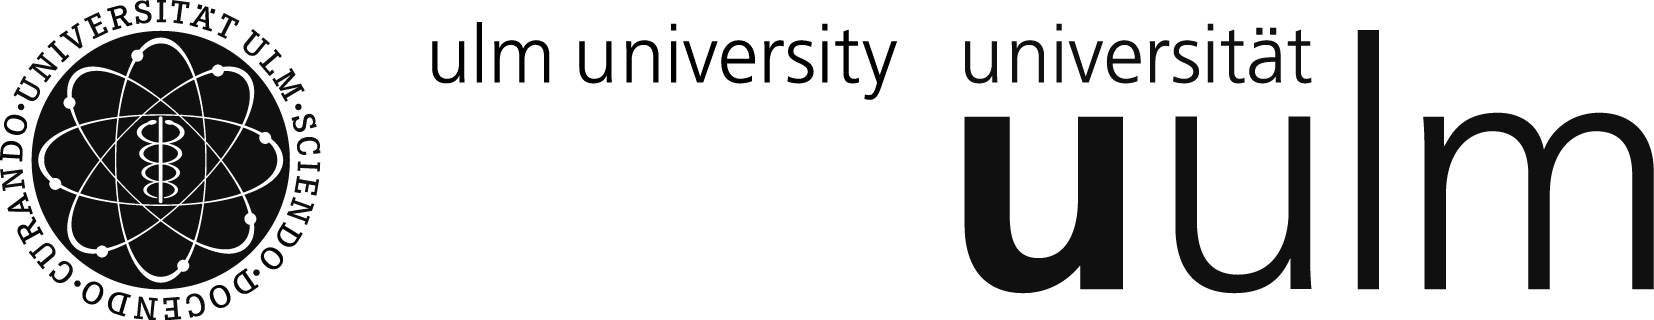 UNIVERSITÄT ULM · SCIENDO · DOCENDO · CURANDO ·
ulm university universität
uulm